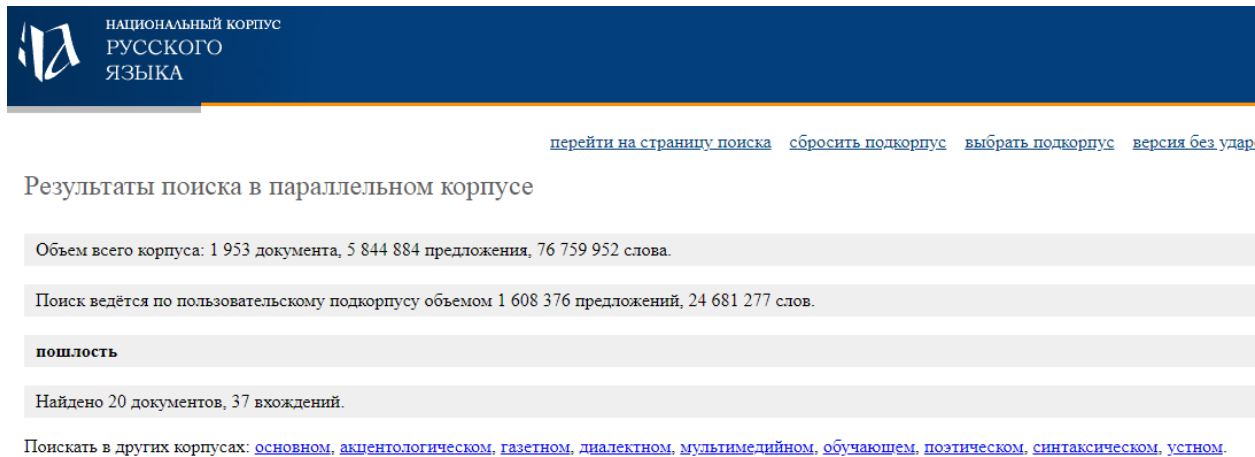 НАЦИОНАЛЬНЫЙ КОРПУС
РУССКОГО
ЯЗЫКА
перейти на страницу поиска сбросить подкорпус выбрать подкорпус версия без удар
Результаты поиска в параллельном корпусе
Объем всего корпуса: 1 953 документа, 5 844 884 предложения, 76 759 952 слова.
Поиск ведётся по пользовательскому подкорпусу объемом 1 608 376 предложений, 24 681 277 слов.
пошлость
Найдено 20 документов, 37 вхождений.
Поискать в других корпусах: основном, акцентологическом, газетном, диалектном, мультимедийном, обучающем, поэтическом, синтаксическом, устном.